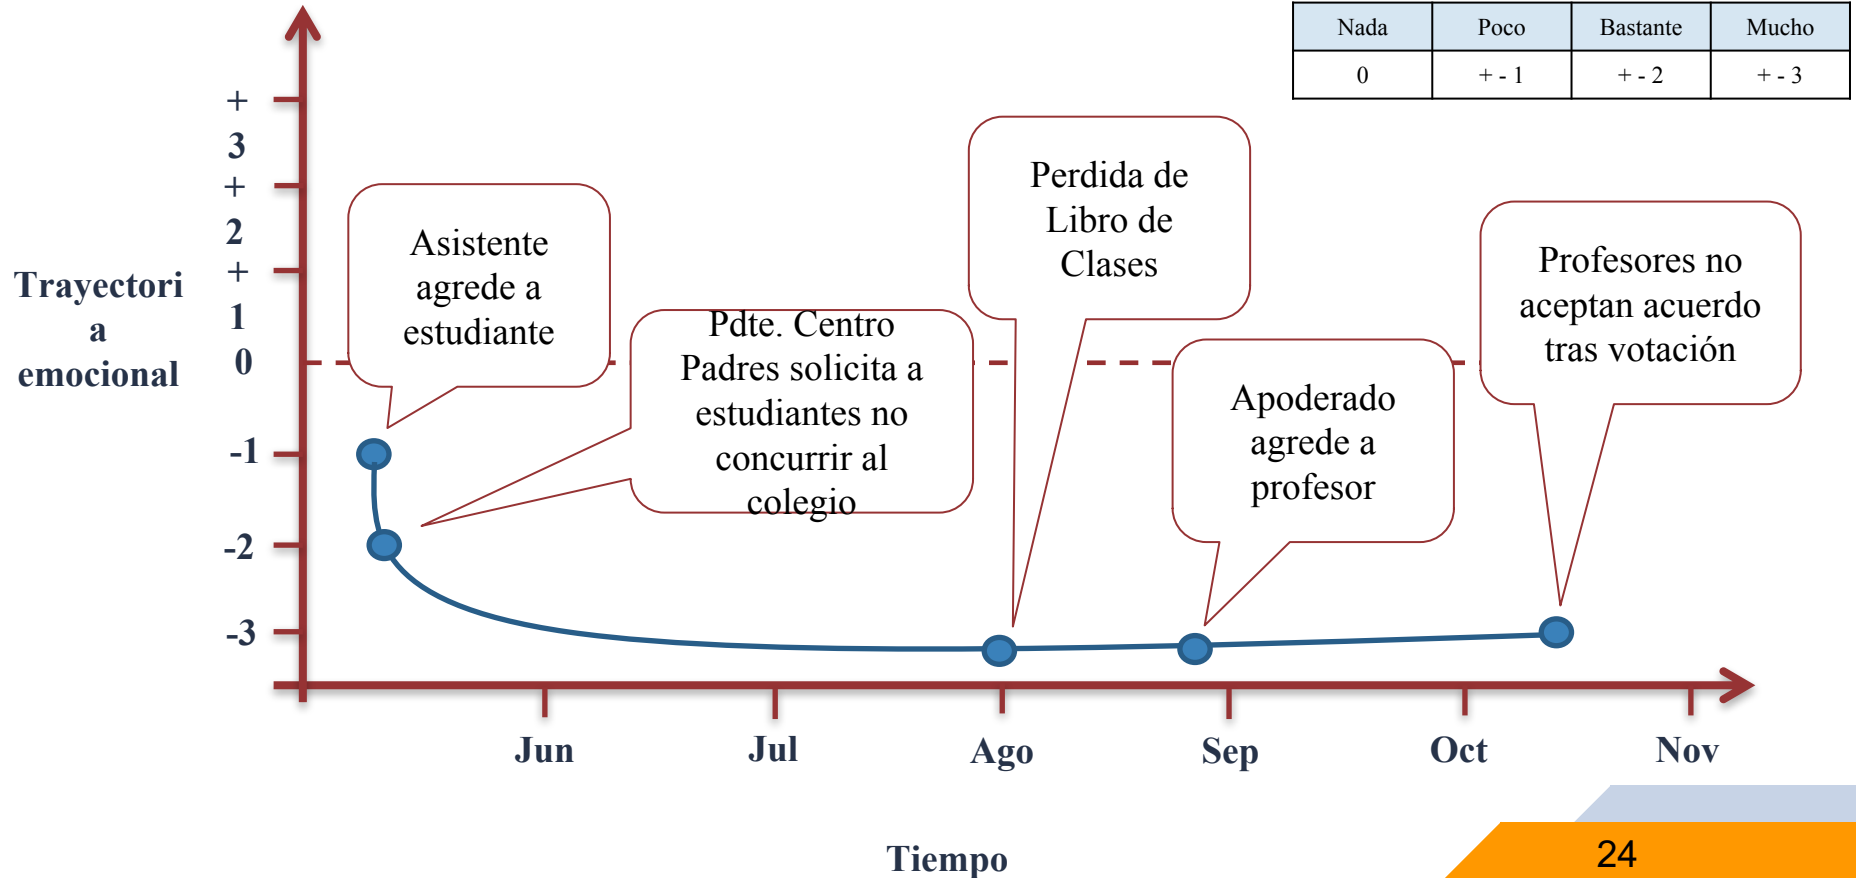 Nada Poco Bastante Mucho
0 + - 1 + - 2 + - 3
+
3
+
2
+
1
0
-1
-2
-3
Trayectori
a
emocional
Asistente
agrede a
estudiante
Pdte. Centro
Padres solicita a
estudiantes no
concurrir al
colegio
Perdida de
Libro de
Clases
Apoderado
agrede a
profesor
Profesores no
aceptan acuerdo
tras votación
Jun Jul Ago Sep Oct Nov
Tiempo
24